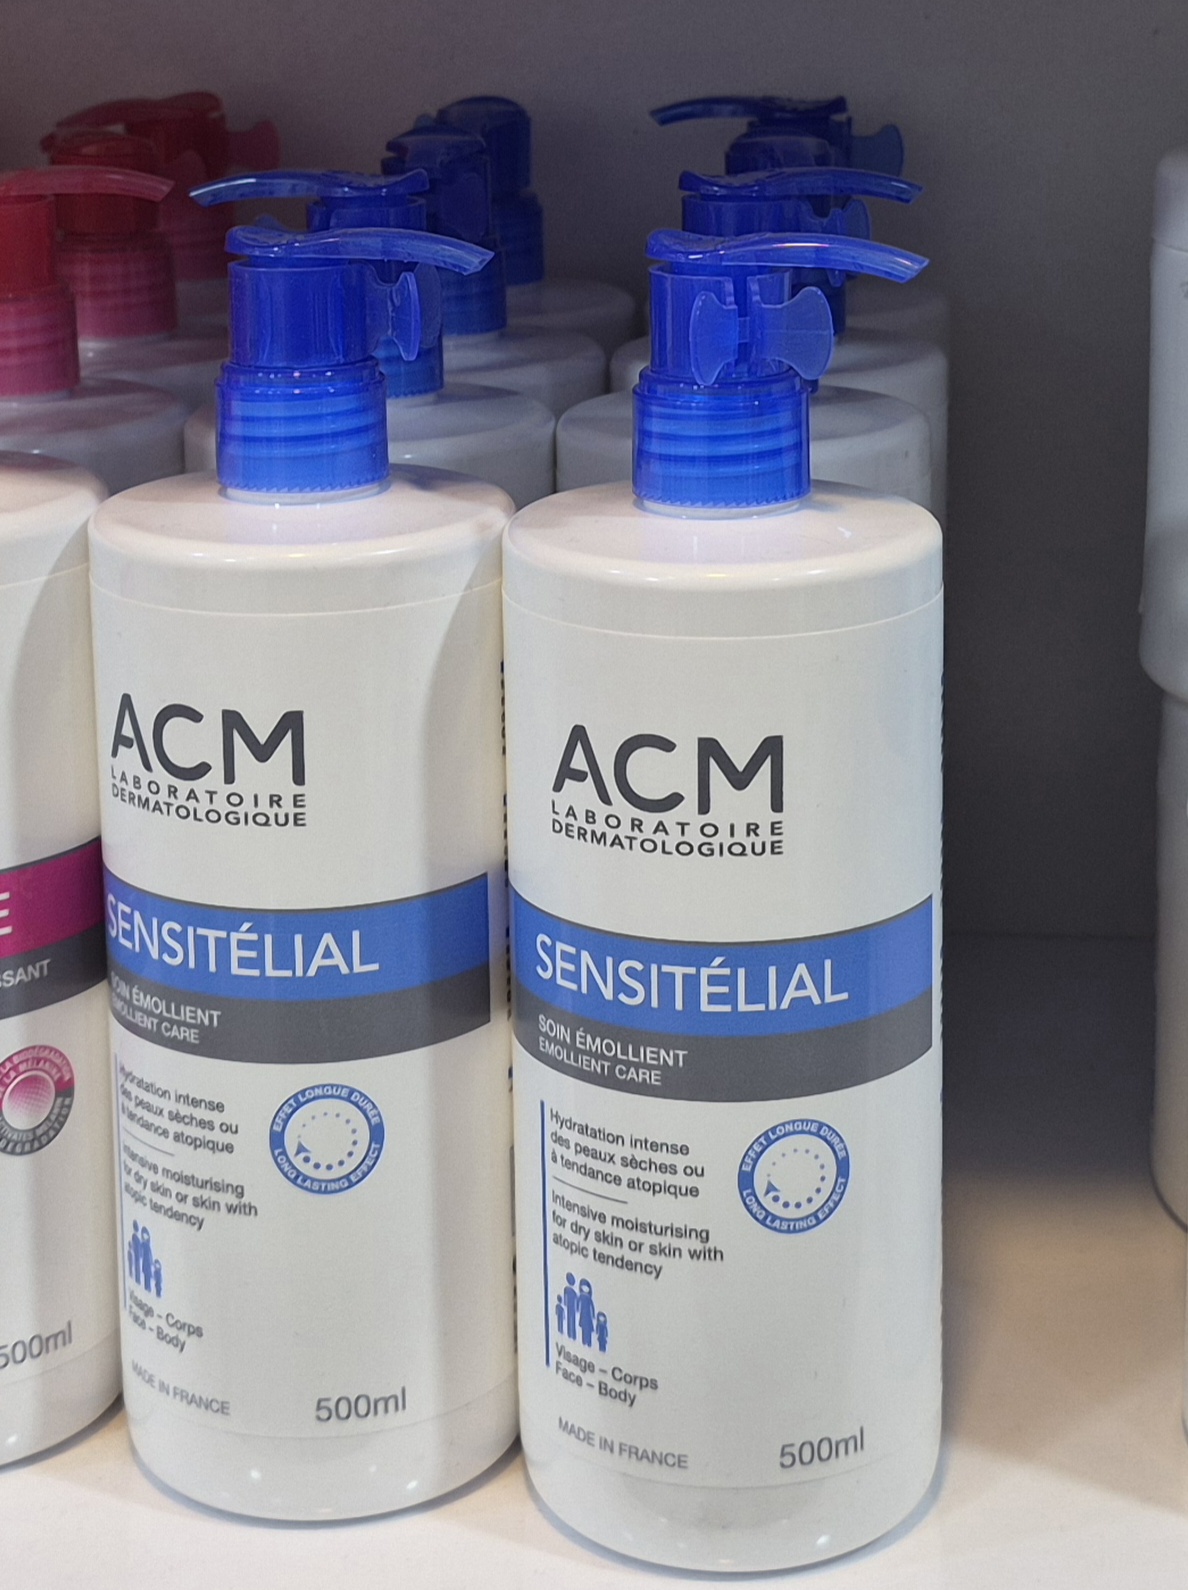 E
SSANT
500ml
ACM
LABORATOIRE
DERMATOLOGIQUE
SENSITÉLIAL
SOIN ÉMOLLIENT
EMOLLIENT CARE
Hydratation intense
des peaux sèches ou
à tendance atopique
EFFET LONGUE DURÉE
LONG LASTING EFFECT
Intensive moisturising
for dry skin or skin with
atopic tendency
Visage – Corps
Face – Body
MADE IN FRANCE
500ml
ACM
LABORATOIRE
DERMATOLOGIQUE
SENSITÉLIAL
SOIN ÉMOLLIENT
EMOLLIENT CARE
Hydratation intense
des peaux sèches ou
à tendance atopique
EFFET LONGUE DURÉE
LONG LASTING EFFECT
Intensive moisturising
for dry skin or skin with
atopic tendency
Visage – Corps
Face – Body
MADE IN FRANCE
500ml